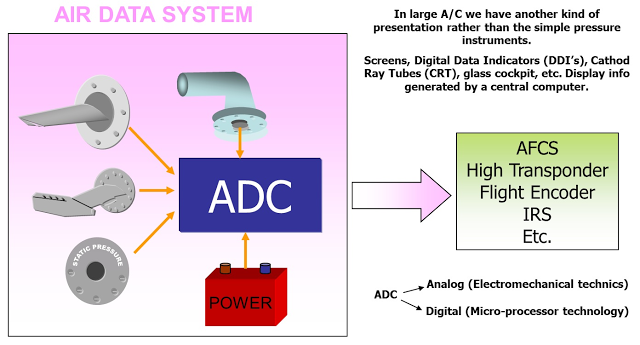 AIR DATA SYSTEM
In large A/C we have another kind of
presentation rather than the simple pressure
instruments.
Screens, Digital Data Indicators (DDI's), Cathod
Ray Tubes (CRT), glass cockpit, etc. Display info
generated by a central computer.
STATIC PRESSURE
ADC
POWER
AFCS
High Transponder
Flight Encoder
IRS
Etc.
ADC
Analog (Electromechanical technics)
Digital (Micro-processor technology)